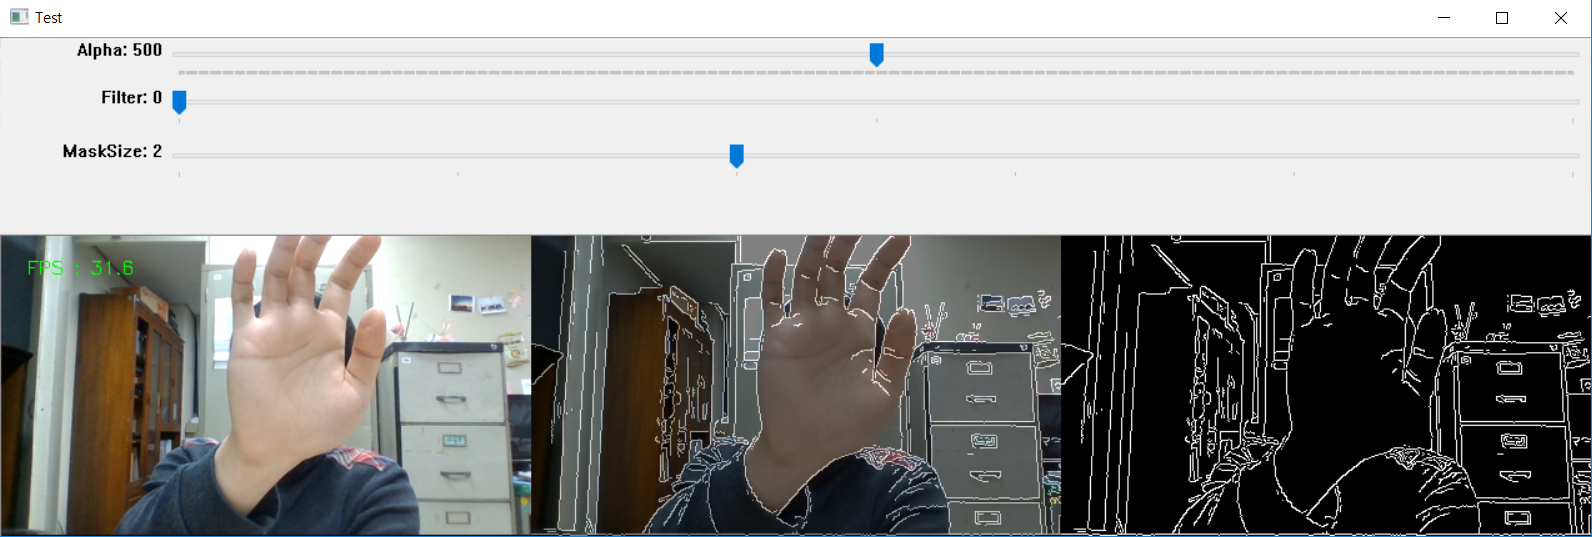 Test
Alpha: 500
Filter: 0
MaskSize: 2
FPS : 31.6